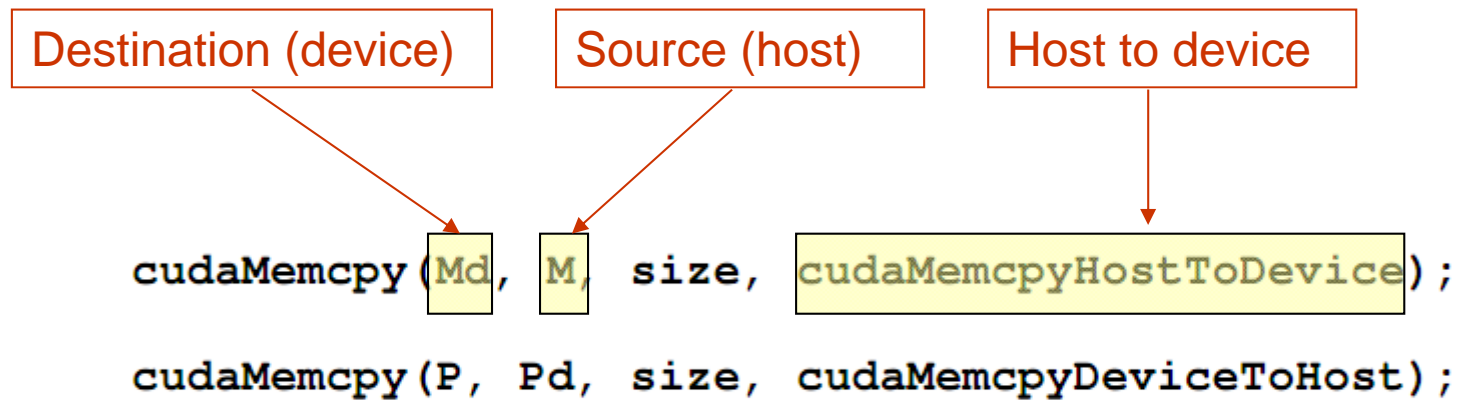 Destination (device) Source (host) Host to device
cudaMemcpy(Md, M, size, cudaMemcpyHostToDevice);
cudaMemcpy(P, Pd, size, cudaMemcpyDeviceToHost);